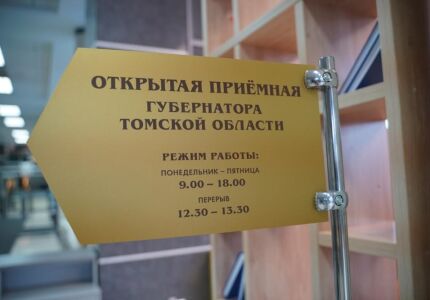 ОТКРЫТАЯ ПРИЁМНАЯ
ГУБЕРНАТОРА
ТОМСКОЙ ОБЛАСТИ
РЕЖИМ РАБОТЫ:
ПОНЕДЕЛЬНИК – ПЯТНИЦА
9.00 – 18.00
ПЕРЕРЫВ
12.30 – 13.30